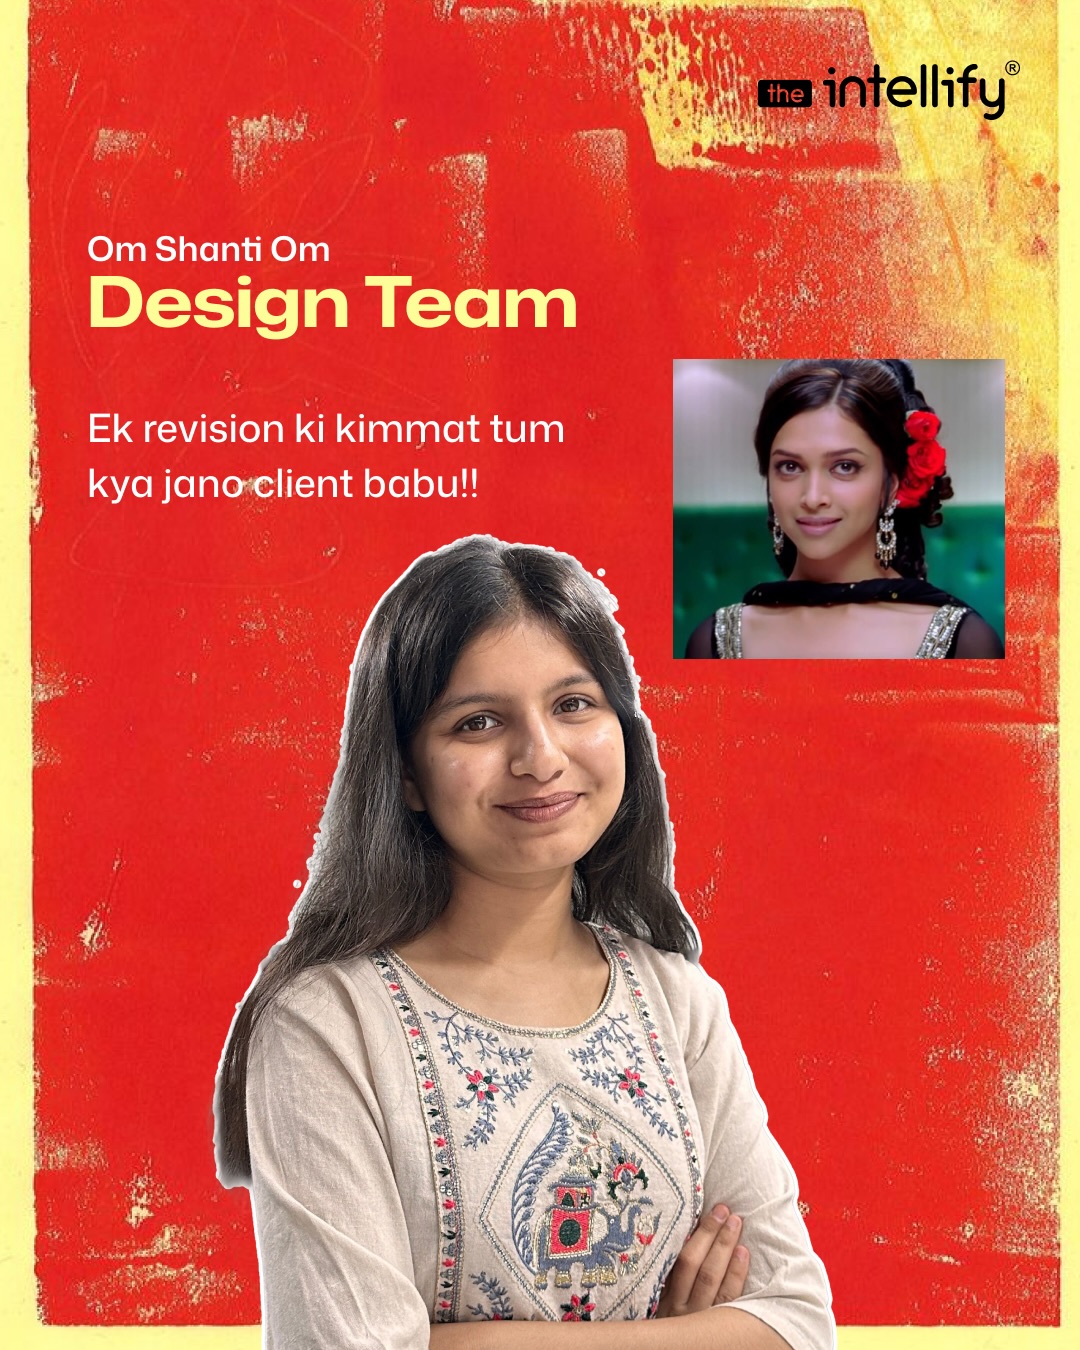 the intellify®
Om Shanti Om
Design Team
Ek revision ki kimmat tum
kya jano client babu!!